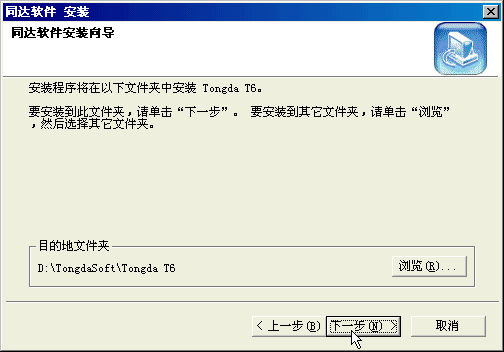 同达软件 安装
同达软件安装向导
安装程序将在以下文件夹中安装 Tongda T6。
要安装到此文件夹，请单击“下一步”。 要安装到其它文件夹，请单击“浏览”
，然后选择其它文件夹。
目的地文件夹
D:\TongdaSoft\Tongda T6
浏览(R)...
< 上一步(B)
下一步(N) >
取消